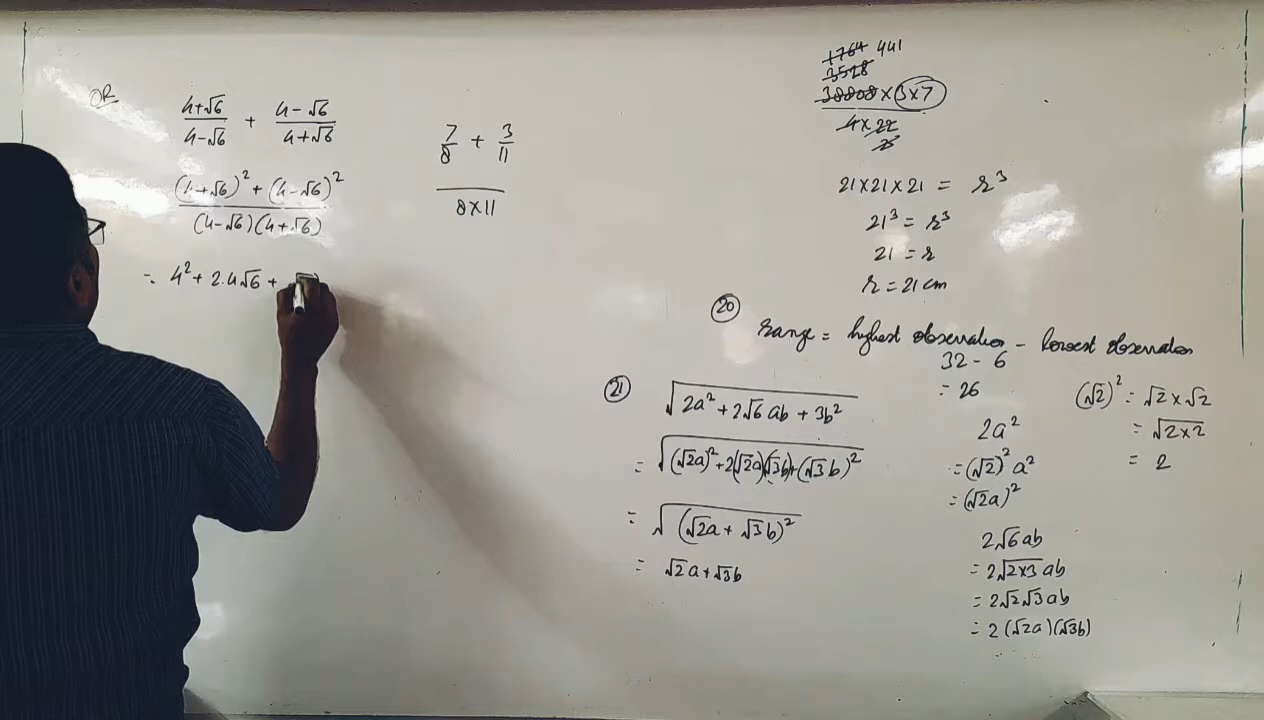 OR
(4+√6)/(4-√6) + (4-√6)/(4+√6)
((4+√6)² + (4-√6)²)/((4-√6)(4+√6))
= 4² + 2.4√6 +
7/8 + 3/11
8×11
1764 441
3528
38808 × 3×7
4×22
21×21×21 = r³
21³ = r³
21 = r
r = 21 cm
20
range = highest observation - lowest observation
32 - 6
= 26
21
√(2a² + 2√6 ab + 3b²)
= √((√2a)² + 2(√2a)(√3b) + (√3b)²)
= √((√2a + √3b)²)
= √2a + √3b
2a²
= (√2)² a²
= (√2a)²
2√6ab
= 2√(2×3) ab
= 2√2√3ab
= 2(√2a)(√3b)
(√2)² = √2 × √2
= √(2×2)
= 2